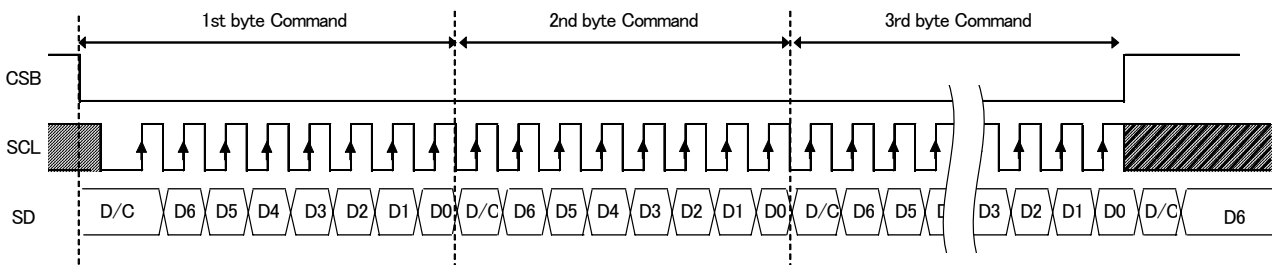 1st byte Command 2nd byte Command 3rd byte Command
CSB
SCL
SD D/C D6 D5 D4 D3 D2 D1 D0 D/C D6 D5 D4 D3 D2 D1 D0 D/C D6 D5 D3 D2 D1 D0 D/C D6